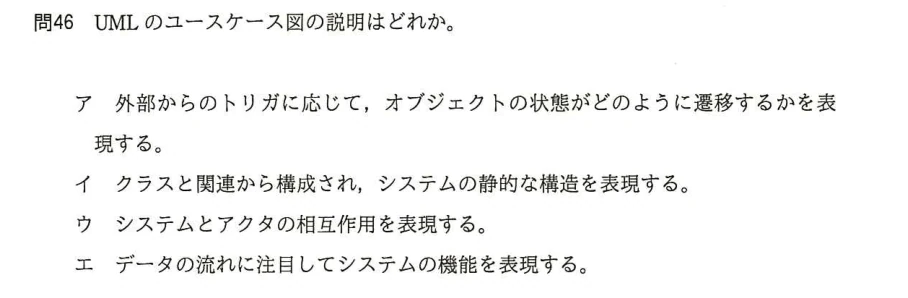 問46　UML のユースケース図の説明はどれか。
ア　外部からのトリガに応じて，オブジェクトの状態がどのように遷移するかを表
現する。
イ　クラスと関連から構成され，システムの静的な構造を表現する。
ウ　システムとアクタの相互作用を表現する。
エ　データの流れに注目してシステムの機能を表現する。